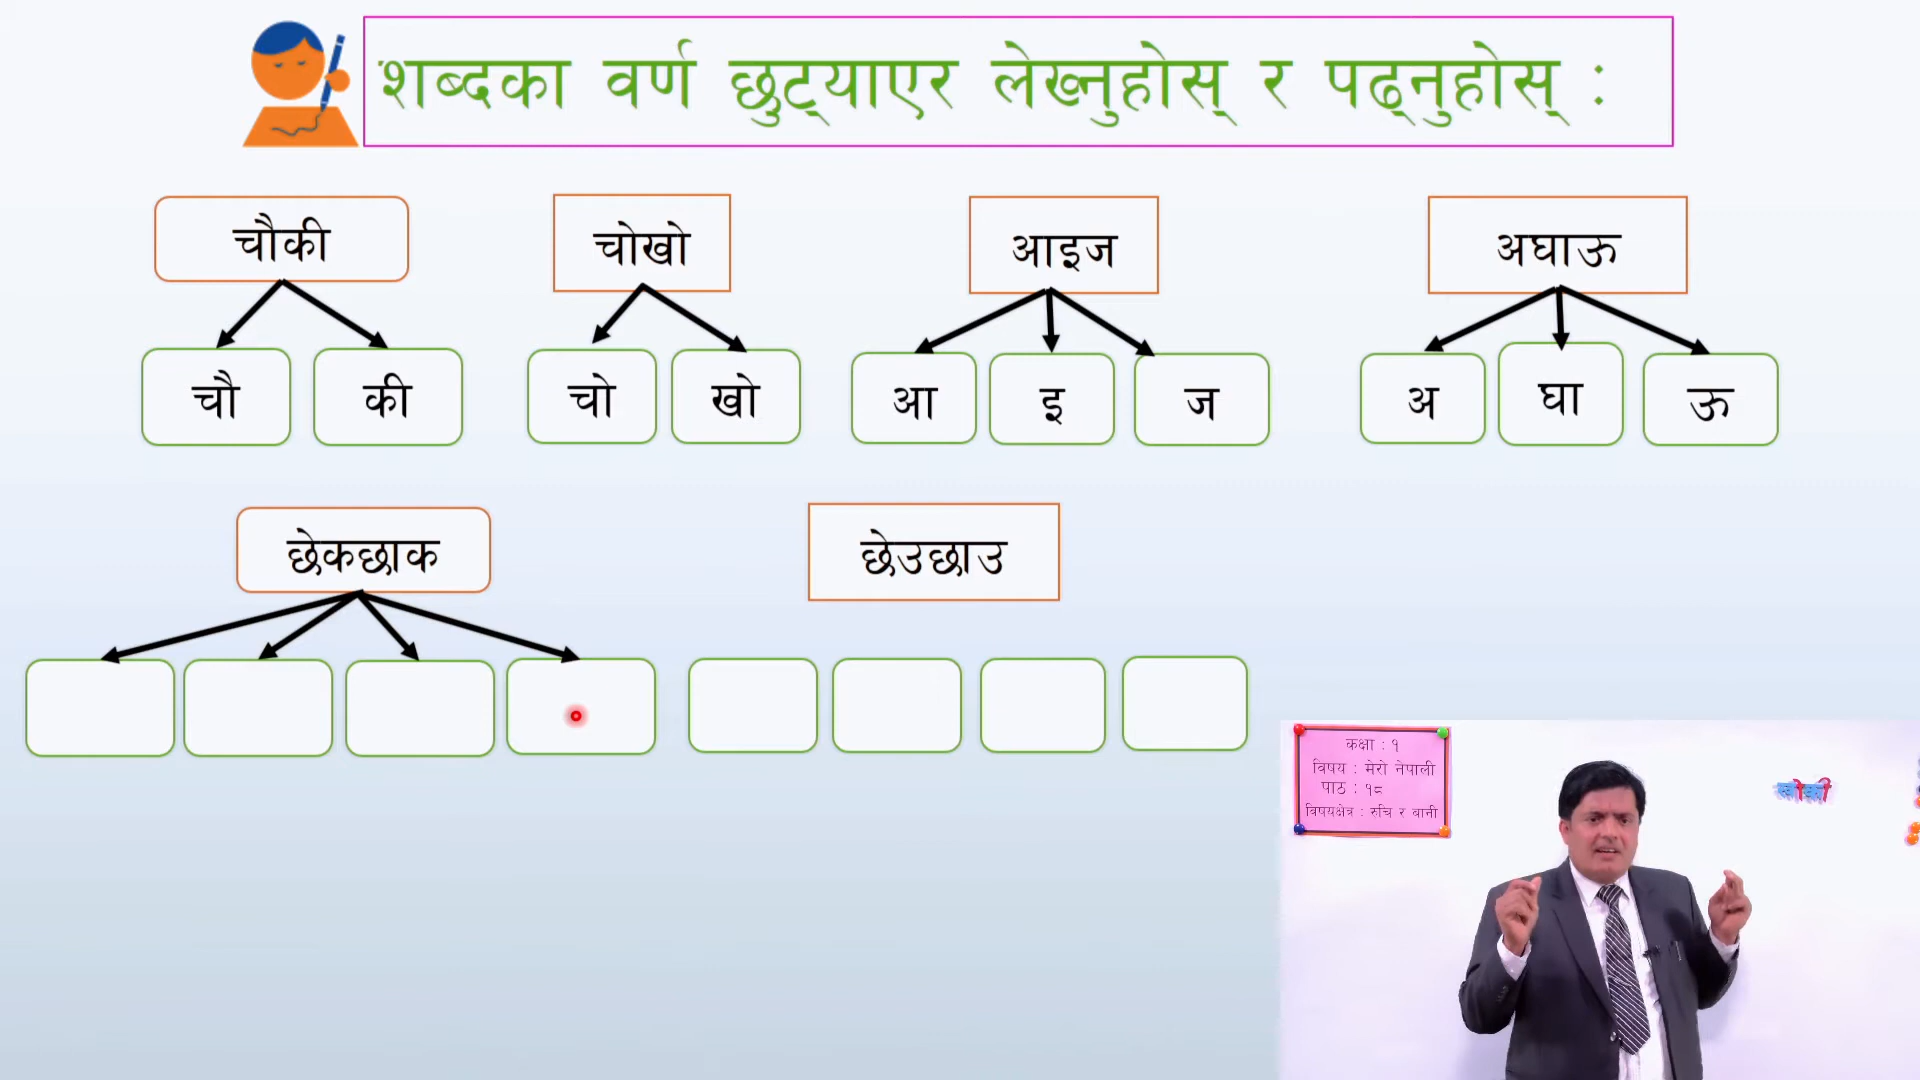 शब्दका वर्ण छुट्याएर लेख्नुहोस् र पढ्नुहोस् :
चौकी चोखो आइज अघाऊ
चौ की चो खो आ इ ज अ घा ऊ
छेकछाक छेउछाउ
कक्षा : १
विषय : मेरो नेपाली
पाठ : १८
विषयक्षेत्र : रुचि र बानी